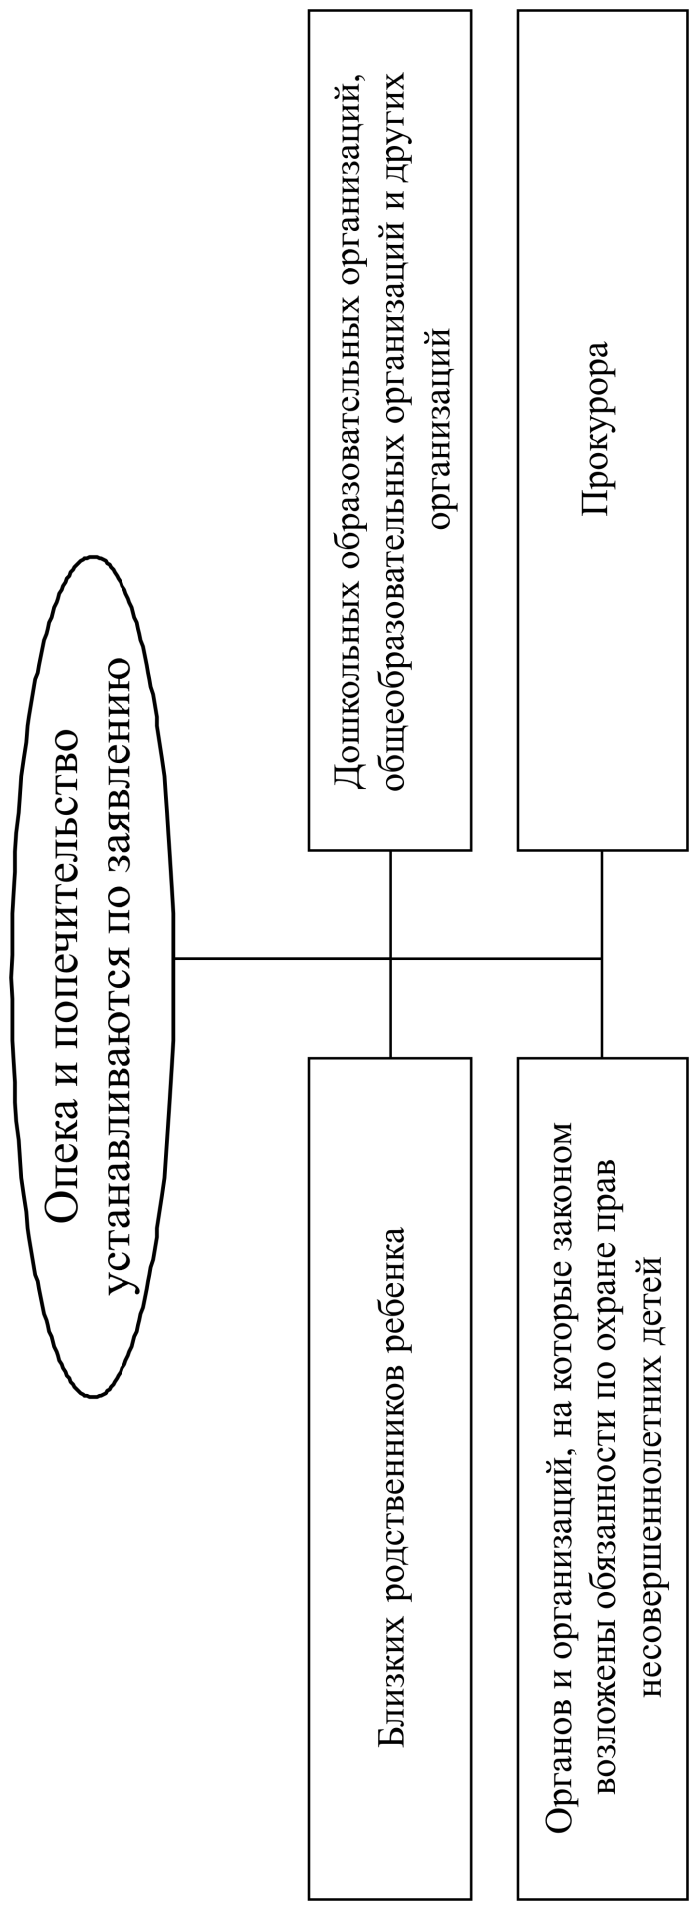 Опека и попечительство
устанавливаются по заявлению
Близких родственников ребенка
Дошкольных образоватсльных организаций,
общеобразовательных организаций и других
организаций
Органов и организаций, на которые законом
возложены обязанности по охране прав
несовершеннолетних детей
Прокурора